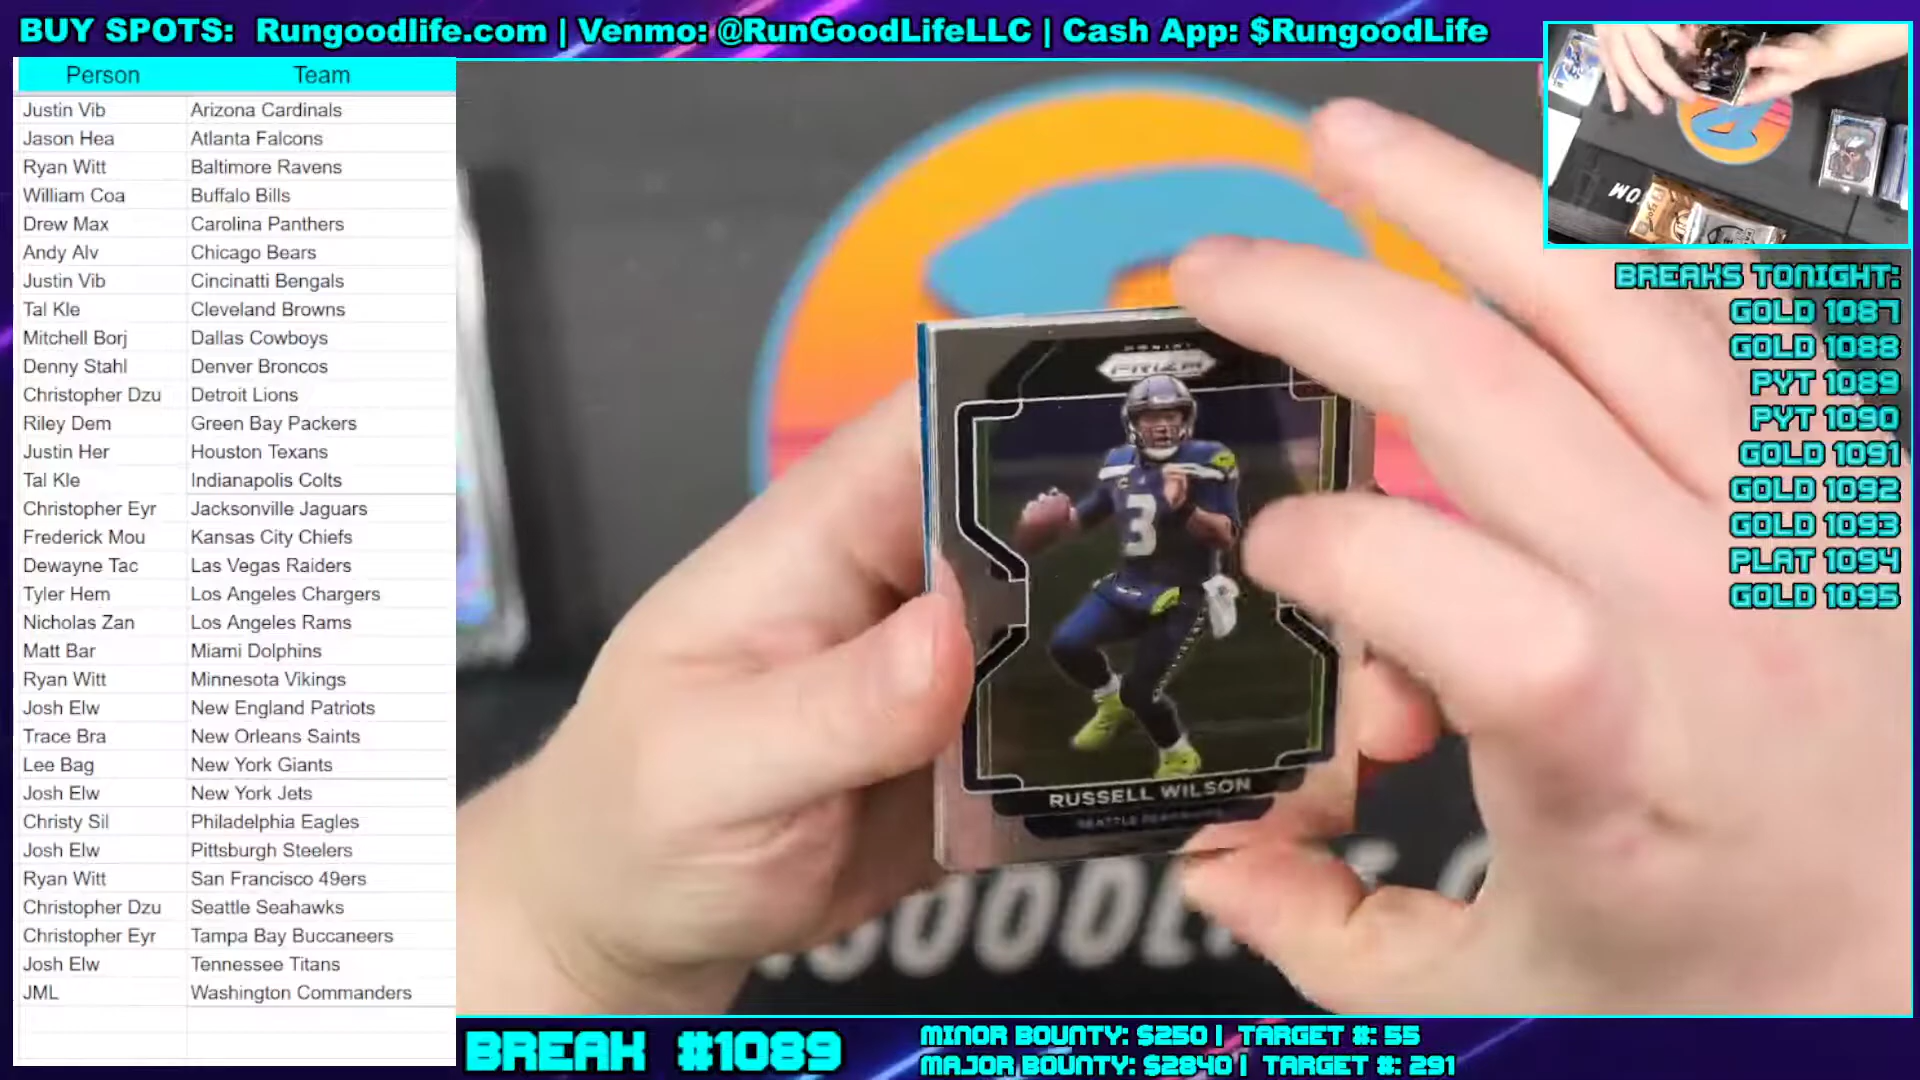 BUY SPOTS: Rungoodlife.com | Venmo: @RunGoodLifeLLC | Cash App: $RungoodLife
Person Team
Justin Vib Arizona Cardinals
Jason Hea Atlanta Falcons
Ryan Witt Baltimore Ravens
William Coa Buffalo Bills
Drew Max Carolina Panthers
Andy Alv Chicago Bears
Justin Vib Cincinatti Bengals
Tal Kle Cleveland Browns
Mitchell Borj Dallas Cowboys
Denny Stahl Denver Broncos
Christopher Dzu Detroit Lions
Riley Dem Green Bay Packers
Justin Her Houston Texans
Tal Kle Indianapolis Colts
Christopher Eyr Jacksonville Jaguars
Frederick Mou Kansas City Chiefs
Dewayne Tac Las Vegas Raiders
Tyler Hem Los Angeles Chargers
Nicholas Zan Los Angeles Rams
Matt Bar Miami Dolphins
Ryan Witt Minnesota Vikings
Josh Elw New England Patriots
Trace Bra New Orleans Saints
Lee Bag New York Giants
Josh Elw New York Jets
Christy Sil Philadelphia Eagles
Josh Elw Pittsburgh Steelers
Ryan Witt San Francisco 49ers
Christopher Dzu Seattle Seahawks
Christopher Eyr Tampa Bay Buccaneers
Josh Elw Tennessee Titans
JML Washington Commanders
PANINI
PRIZM
3
RUSSELL WILSON
BREAKS TONIGHT:
GOLD 1087
GOLD 1088
PYT 1089
PYT 1090
GOLD 1091
GOLD 1092
GOLD 1093
PLAT 1094
GOLD 1095
BREAK #1089
MINOR BOUNTY: $250 | TARGET #: 55
MAJOR BOUNTY: $2840 | TARGET #: 291